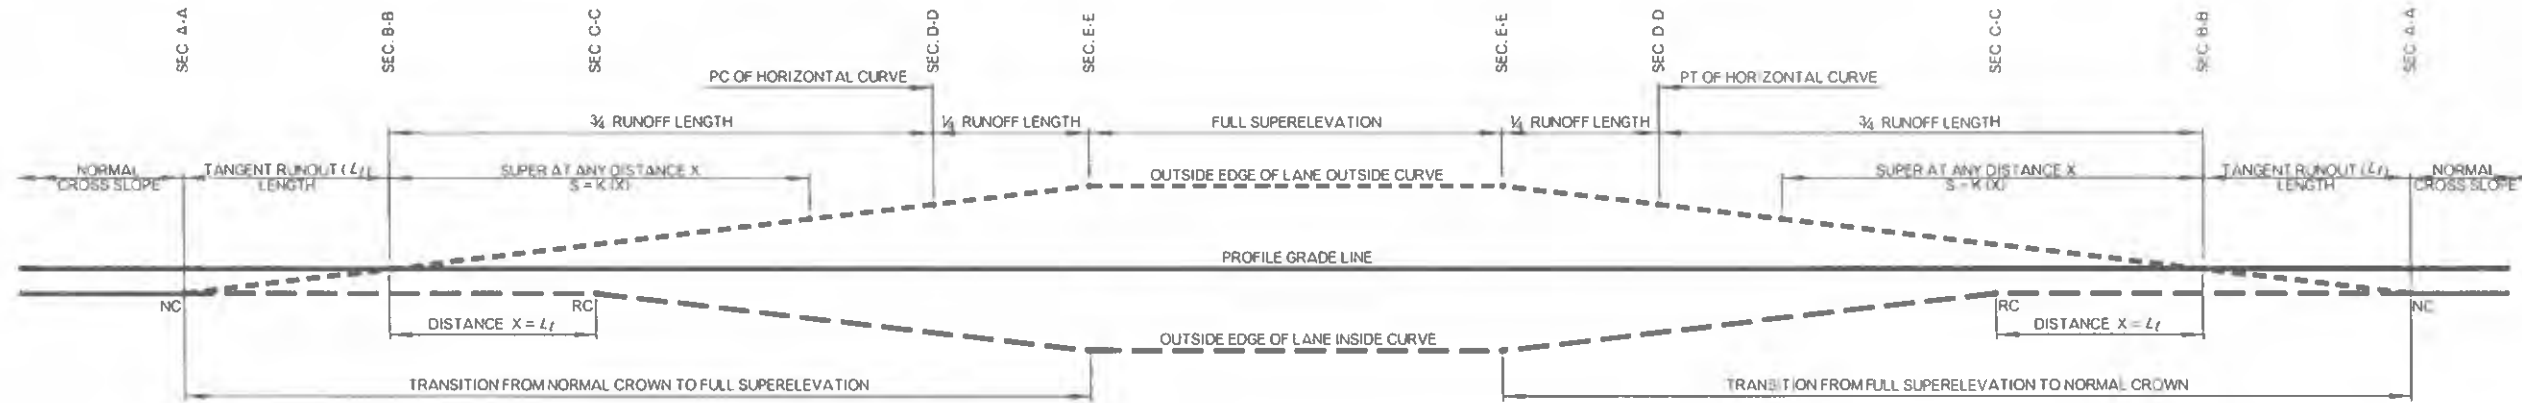 SEC A-A
SEC. B-B
SEC C-C
SEC. D-D
SEC. E-E
SEC. E-E
SEC D D
SEC C-C
SEC B-B
SEC A-A
PC OF HORIZONTAL CURVE
PT OF HORIZONTAL CURVE
¾ RUNOFF LENGTH
¼ RUNOFF LENGTH
FULL SUPERELEVATION
¼ RUNOFF LENGTH
¾ RUNOFF LENGTH
NORMAL
CROSS SLOPE
TANGENT RUNOUT (Lt)
LENGTH
SUPER AT ANY DISTANCE X
S = K (X)
OUTSIDE EDGE OF LANE OUTSIDE CURVE
SUPER AT ANY DISTANCE X
S = K (X)
TANGENT RUNOUT (Lt)
LENGTH
NORMAL
CROSS SLOPE
PROFILE GRADE LINE
NC
RC
RC
NC
DISTANCE X = Lt
DISTANCE X = Lt
OUTSIDE EDGE OF LANE INSIDE CURVE
TRANSITION FROM NORMAL CROWN TO FULL SUPERELEVATION
TRANSITION FROM FULL SUPERELEVATION TO NORMAL CROWN